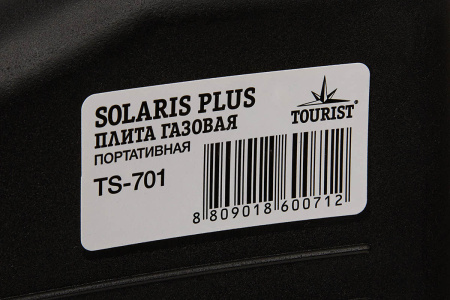 SOLARIS PLUS
ПЛИТА ГАЗОВАЯ
ПОРТАТИВНАЯ
TS-701
TOURIST®
8 809018 600712